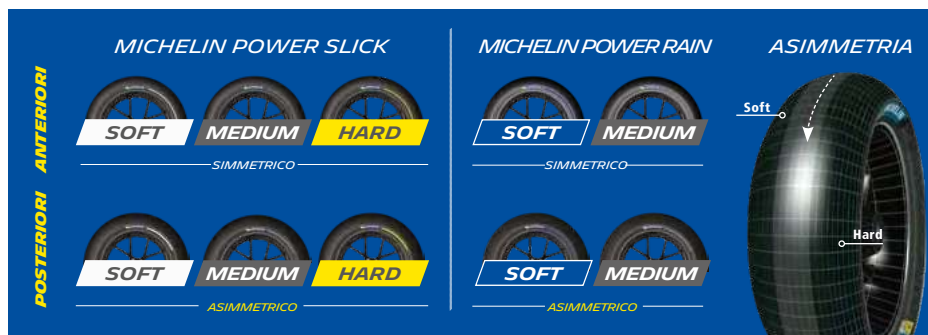 MICHELIN POWER SLICK
MICHELIN POWER RAIN
ASIMMETRIA
ANTERIORI
SOFT MEDIUM HARD
SIMMETRICO
SOFT MEDIUM
SIMMETRICO
POSTERIORI
SOFT MEDIUM HARD
ASIMMETRICO
SOFT MEDIUM
ASIMMETRICO
Soft
Hard